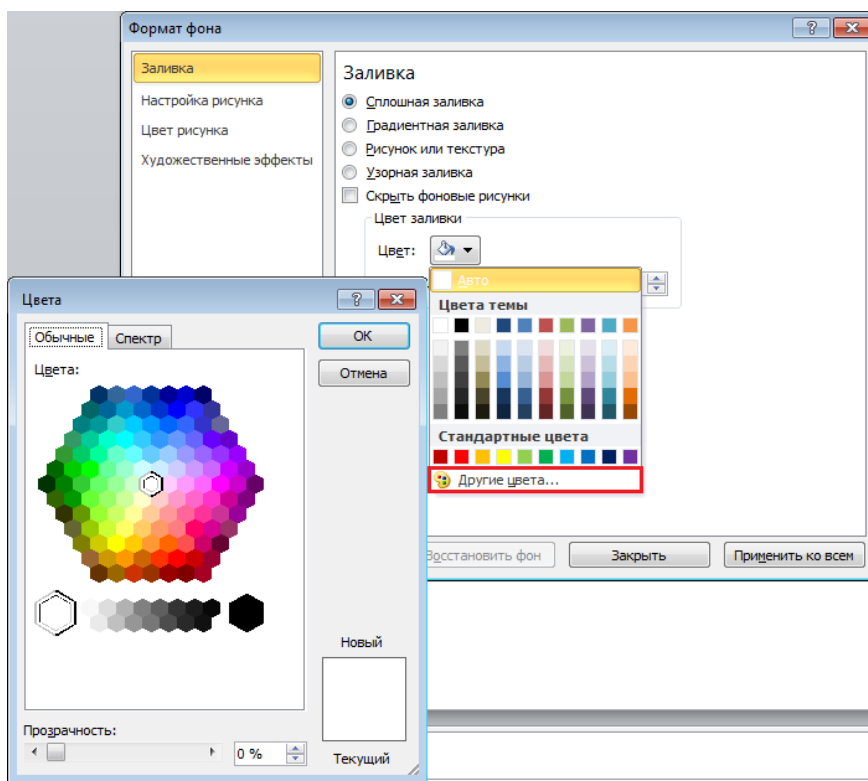 Формат фона
Заливка
Настройка рисунка
Цвет рисунка
Художественные эффекты
Заливка
Сплошная заливка
Градиентная заливка
Рисунок или текстура
Узорная заливка
Скрыть фоновые рисунки
Цвет заливки
Цвет:
Авто
Цвета темы
Стандартные цвета
Другие цвета...
Восстановить фон
Закрыть
Применить ко всем
Цвета
Обычные
Спектр
ОК
Отмена
Цвета:
Новый
Прозрачность:
0 %
Текущий